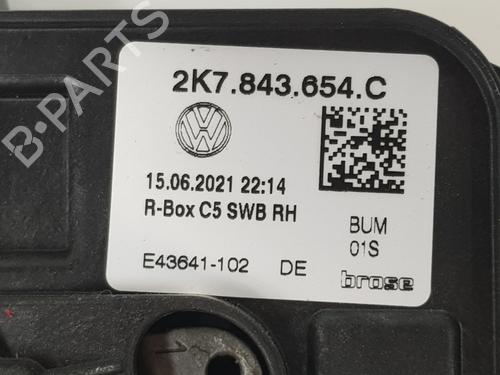 2K7.843.654.C
15.06.2021 22:14
R-Box C5 SWB RH
BUM
01S
E43641-102 DE
brose
B-PARTS